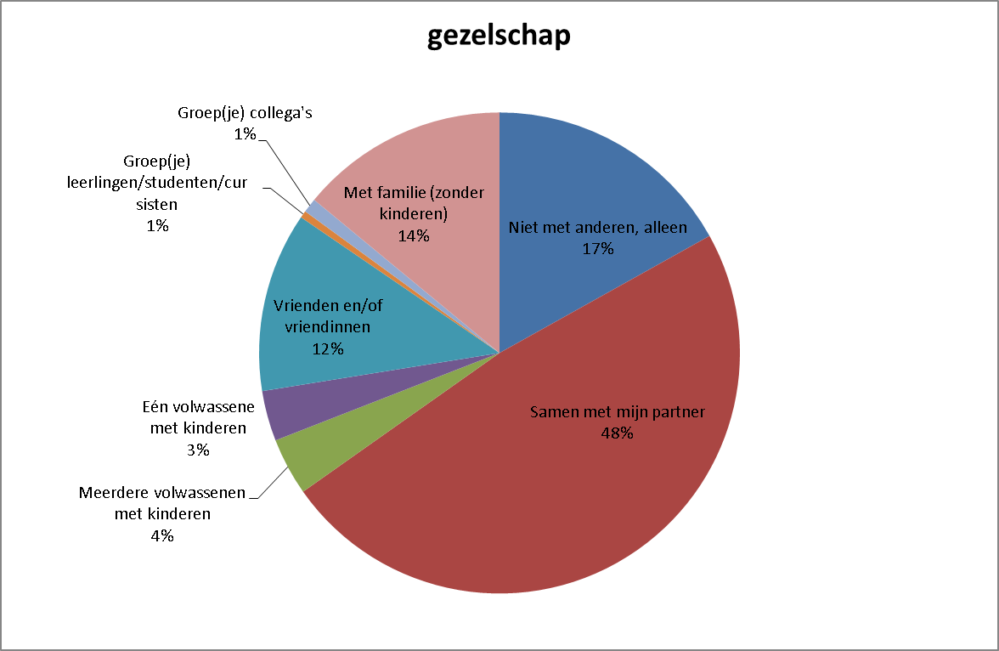 gezelschap
Groep(je) collega's
1%
Groep(je)
leerlingen/studenten/cur
sisten
1%
Met familie (zonder
kinderen)
14%
Niet met anderen, alleen
17%
Vrienden en/of
vriendinnen
12%
Eén volwassene
met kinderen
3%
Samen met mijn partner
48%
Meerdere volwassenen
met kinderen
4%